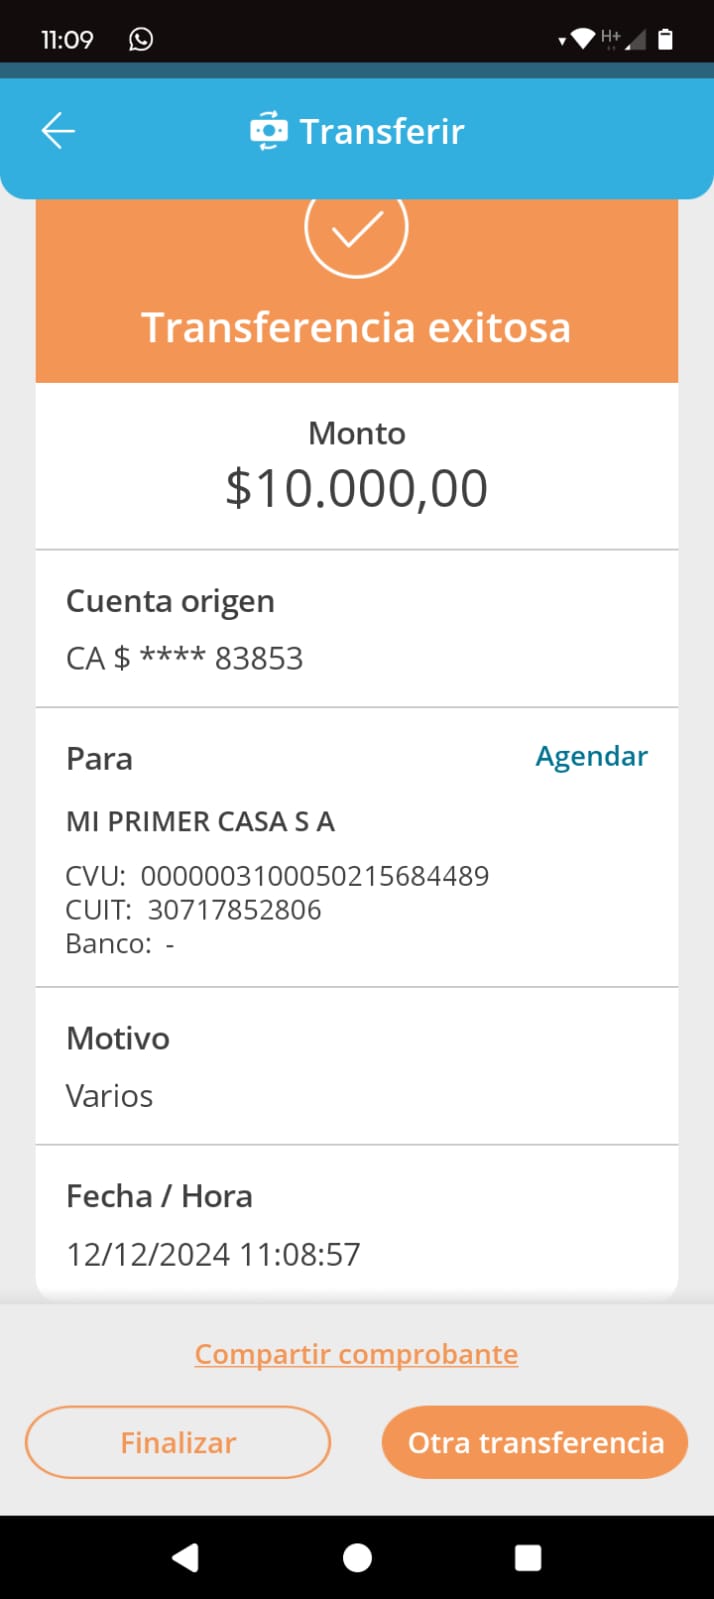 11:09
H+
Transferir
Transferencia exitosa
Monto
$10.000,00
Cuenta origen
CA $ **** 83853
Para
Agendar
MI PRIMER CASA S A
CVU: 0000003100050215684489
CUIT: 30717852806
Banco: -
Motivo
Varios
Fecha / Hora
12/12/2024 11:08:57
Compartir comprobante
Finalizar
Otra transferencia